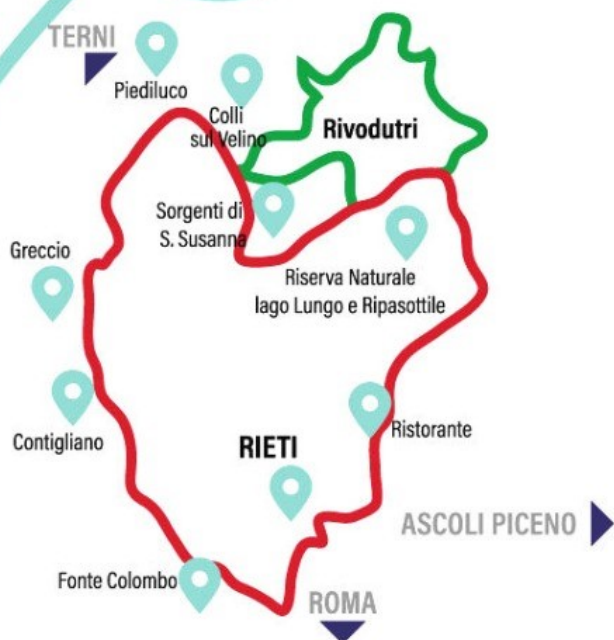 TERNI
Piediluco
Colli
sul Velino
Rivodutri
Sorgenti di
S. Susanna
Greccio
Riserva Naturale
lago Lungo e Ripasottile
Contigliano
Ristorante
RIETI
ASCOLI PICENO
Fonte Colombo
ROMA